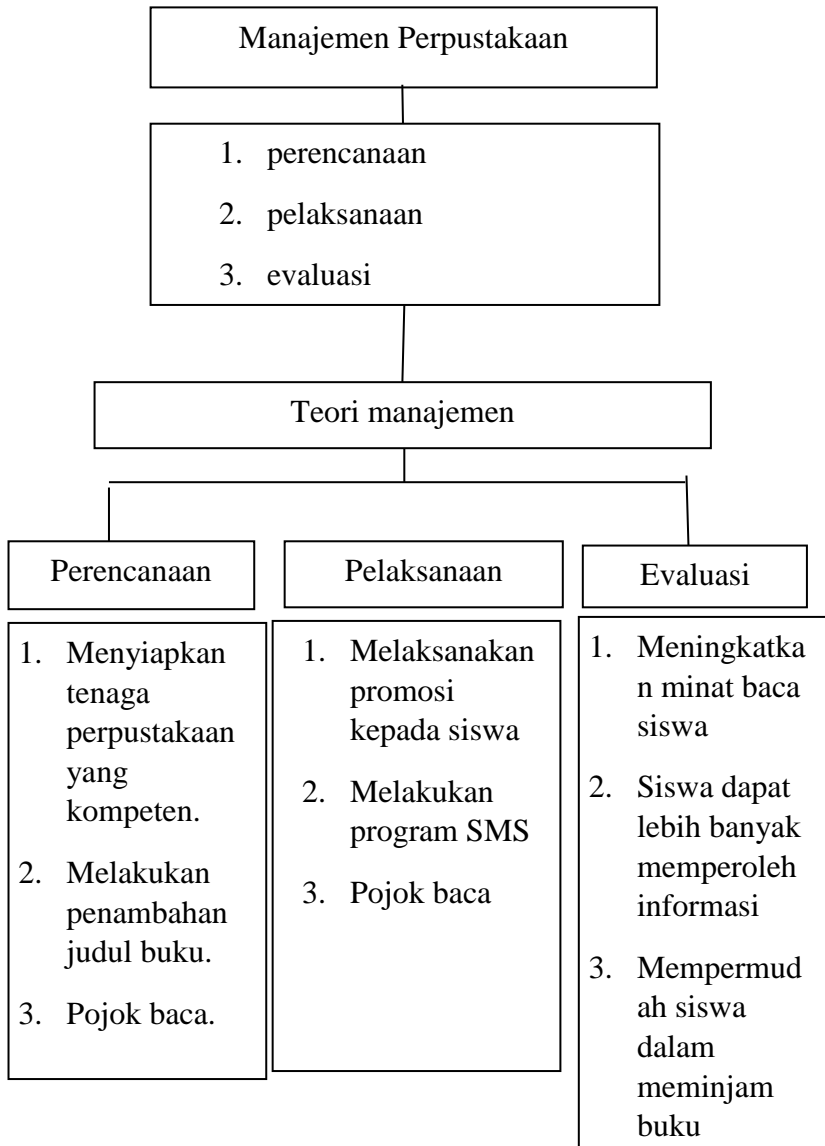 Manajemen Perpustakaan
1. perencanaan
2. pelaksanaan
3. evaluasi
Teori manajemen
Perencanaan
1. Menyiapkan
tenaga
perpustakaan
yang
kompeten.
2. Melakukan
penambahan
judul buku.
3. Pojok baca.
Pelaksanaan
1. Melaksanakan
promosi
kepada siswa
2. Melakukan
program SMS
3. Pojok baca
Evaluasi
1. Meningkatka
n minat baca
siswa
2. Siswa dapat
lebih banyak
memperoleh
informasi
3. Mempermud
ah siswa
dalam
meminjam
buku